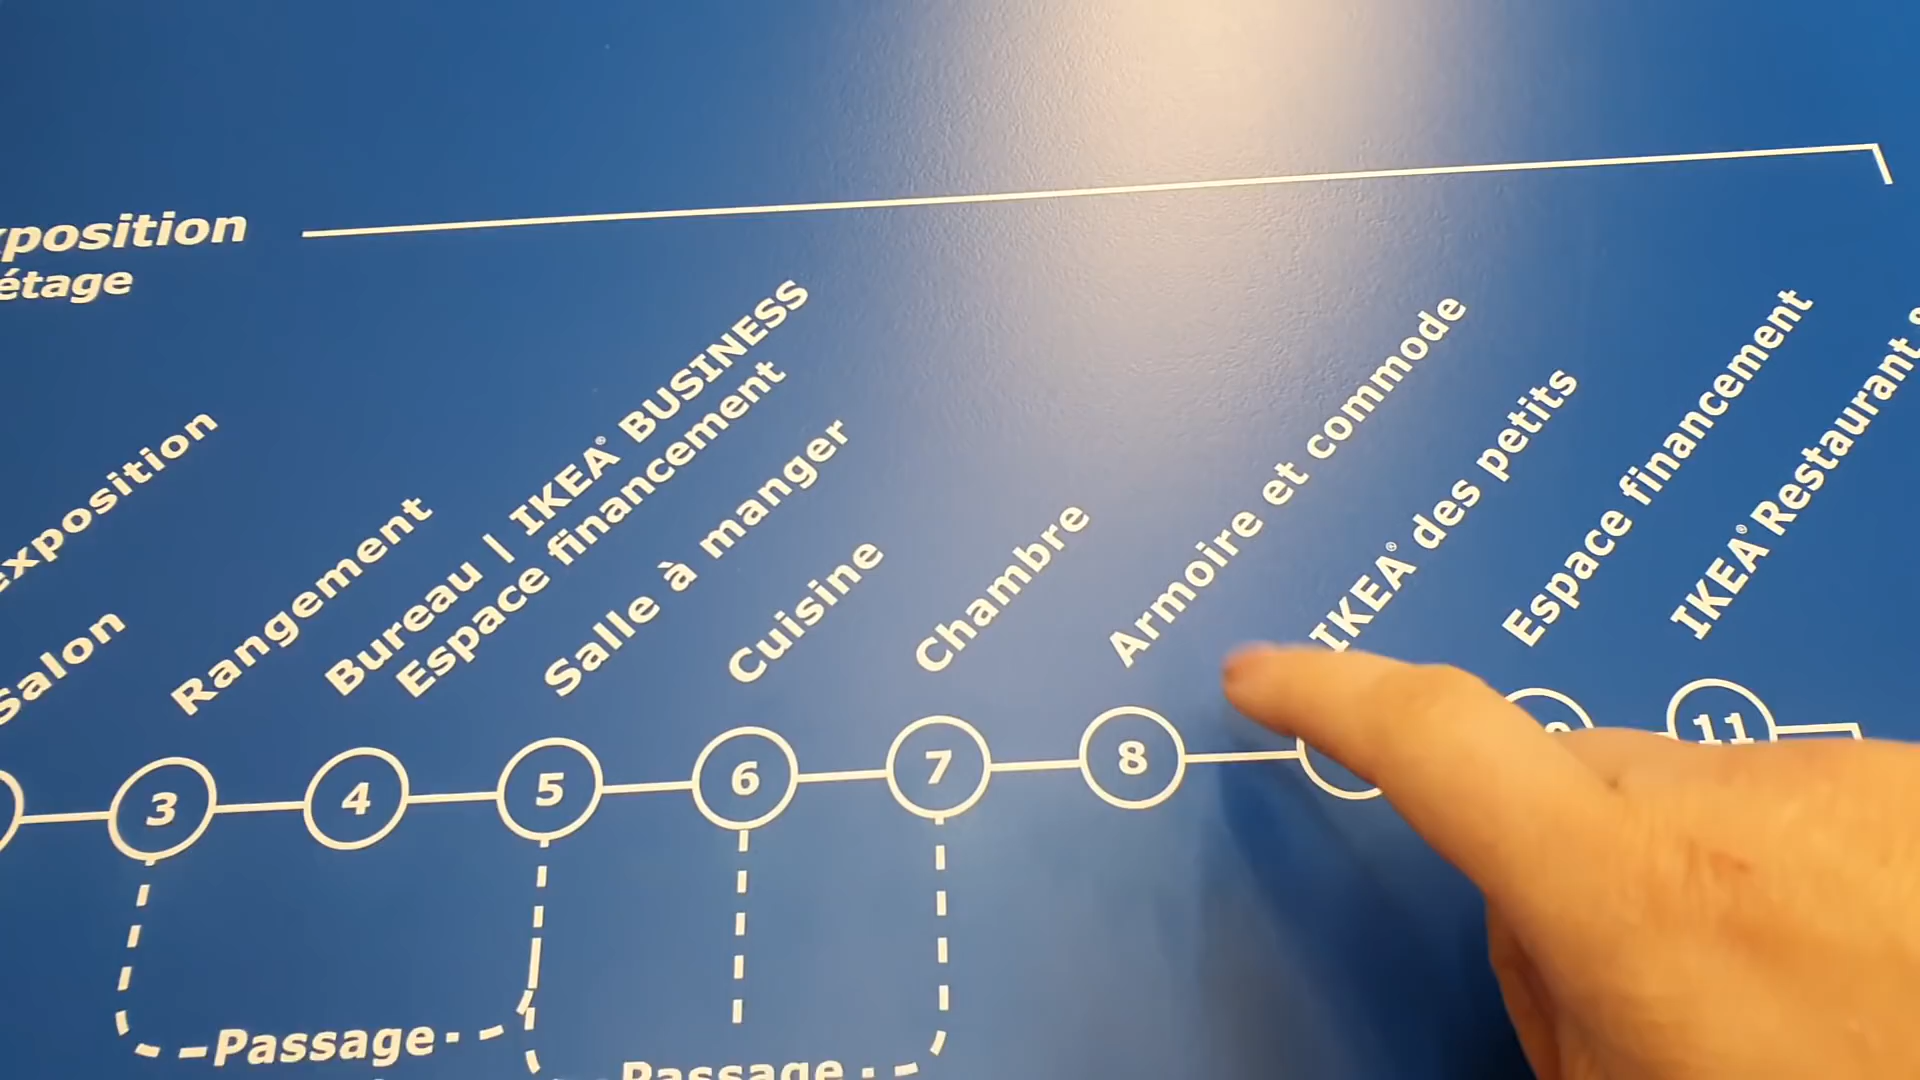 xposition
étage
Exposition
Salon
Rangement
Bureau | IKEA® BUSINESS
Espace financement
Salle à manger
Cuisine
Chambre
Armoire et commode
IKEA® des petits
Espace financement
IKEA® Restaurant
3 4 5 6 7 8 11
Passage
Passage